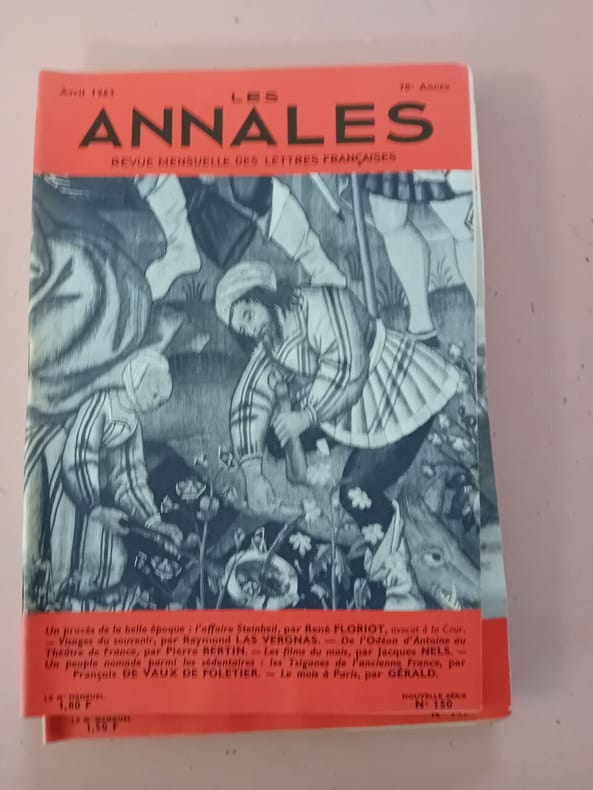 Avril 1963
70e Année
LES
ANNALES
REVUE MENSUELLE DES LETTRES FRANÇAISES
Un procès de la belle époque : l'affaire Steinheil, par René FLORIOT, avocat à la Cour.
— Visages du souvenir, par Raymond LAS VERGNAS. — De l'Odéon d'Antoine au
Théâtre de France, par Pierre BERTIN. — Les films du mois, par Jacques NELS. —
Un peuple nomade parmi les sédentaires : les Tsiganes de l'ancienne France, par
François DE VAUX DE FOLETIER. — Le mois à Paris, par GÉRALD.
LE No MENSUEL
1,80 F
NOUVELLE SÉRIE
No 150
LE No MENSUEL
1,50 F